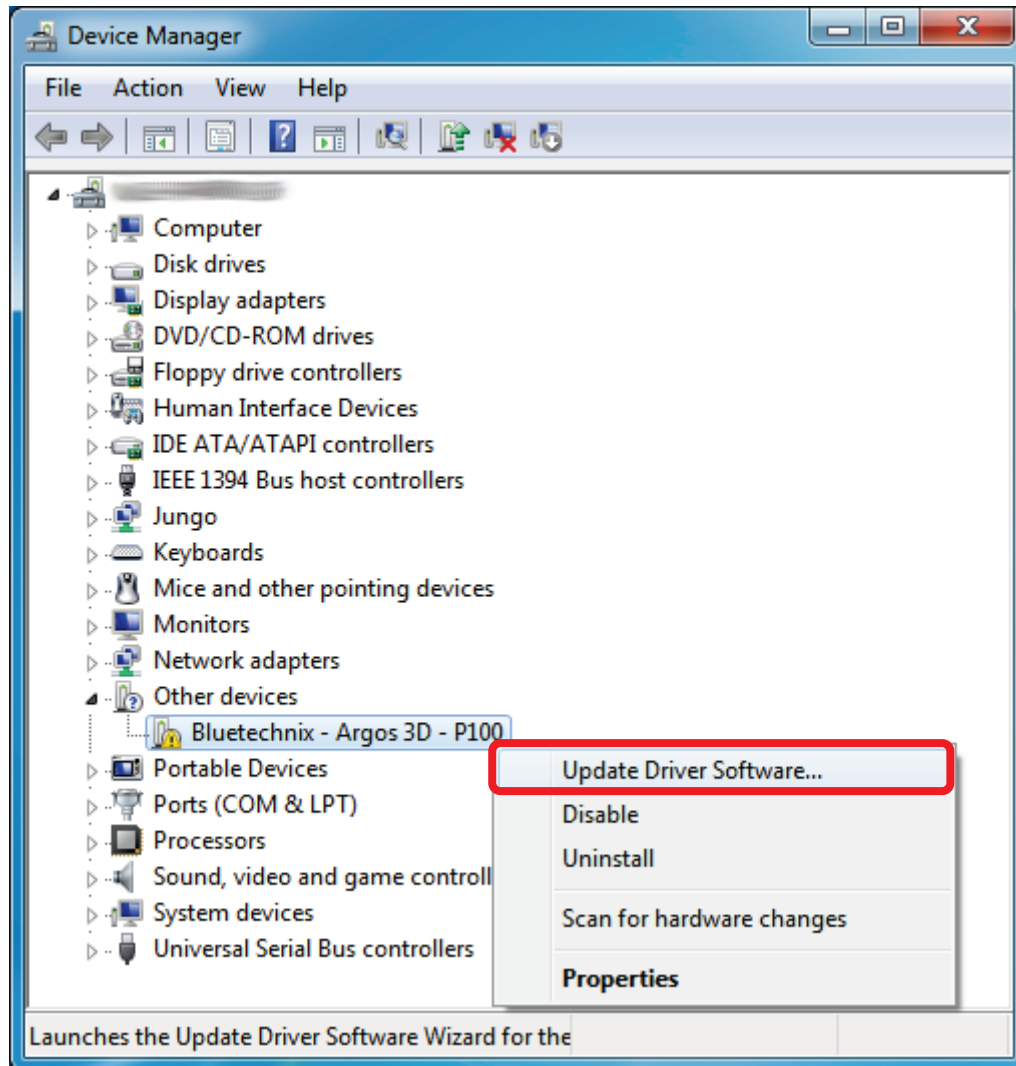 Device Manager
File Action View Help
Computer
Disk drives
Display adapters
DVD/CD-ROM drives
Floppy drive controllers
Human Interface Devices
IDE ATA/ATAPI controllers
IEEE 1394 Bus host controllers
Jungo
Keyboards
Mice and other pointing devices
Monitors
Network adapters
Other devices
Bluetechnix - Argos 3D - P100
Portable Devices
Ports (COM & LPT)
Processors
Sound, video and game controll
System devices
Universal Serial Bus controllers
Update Driver Software...
Disable
Uninstall
Scan for hardware changes
Properties
Launches the Update Driver Software Wizard for the